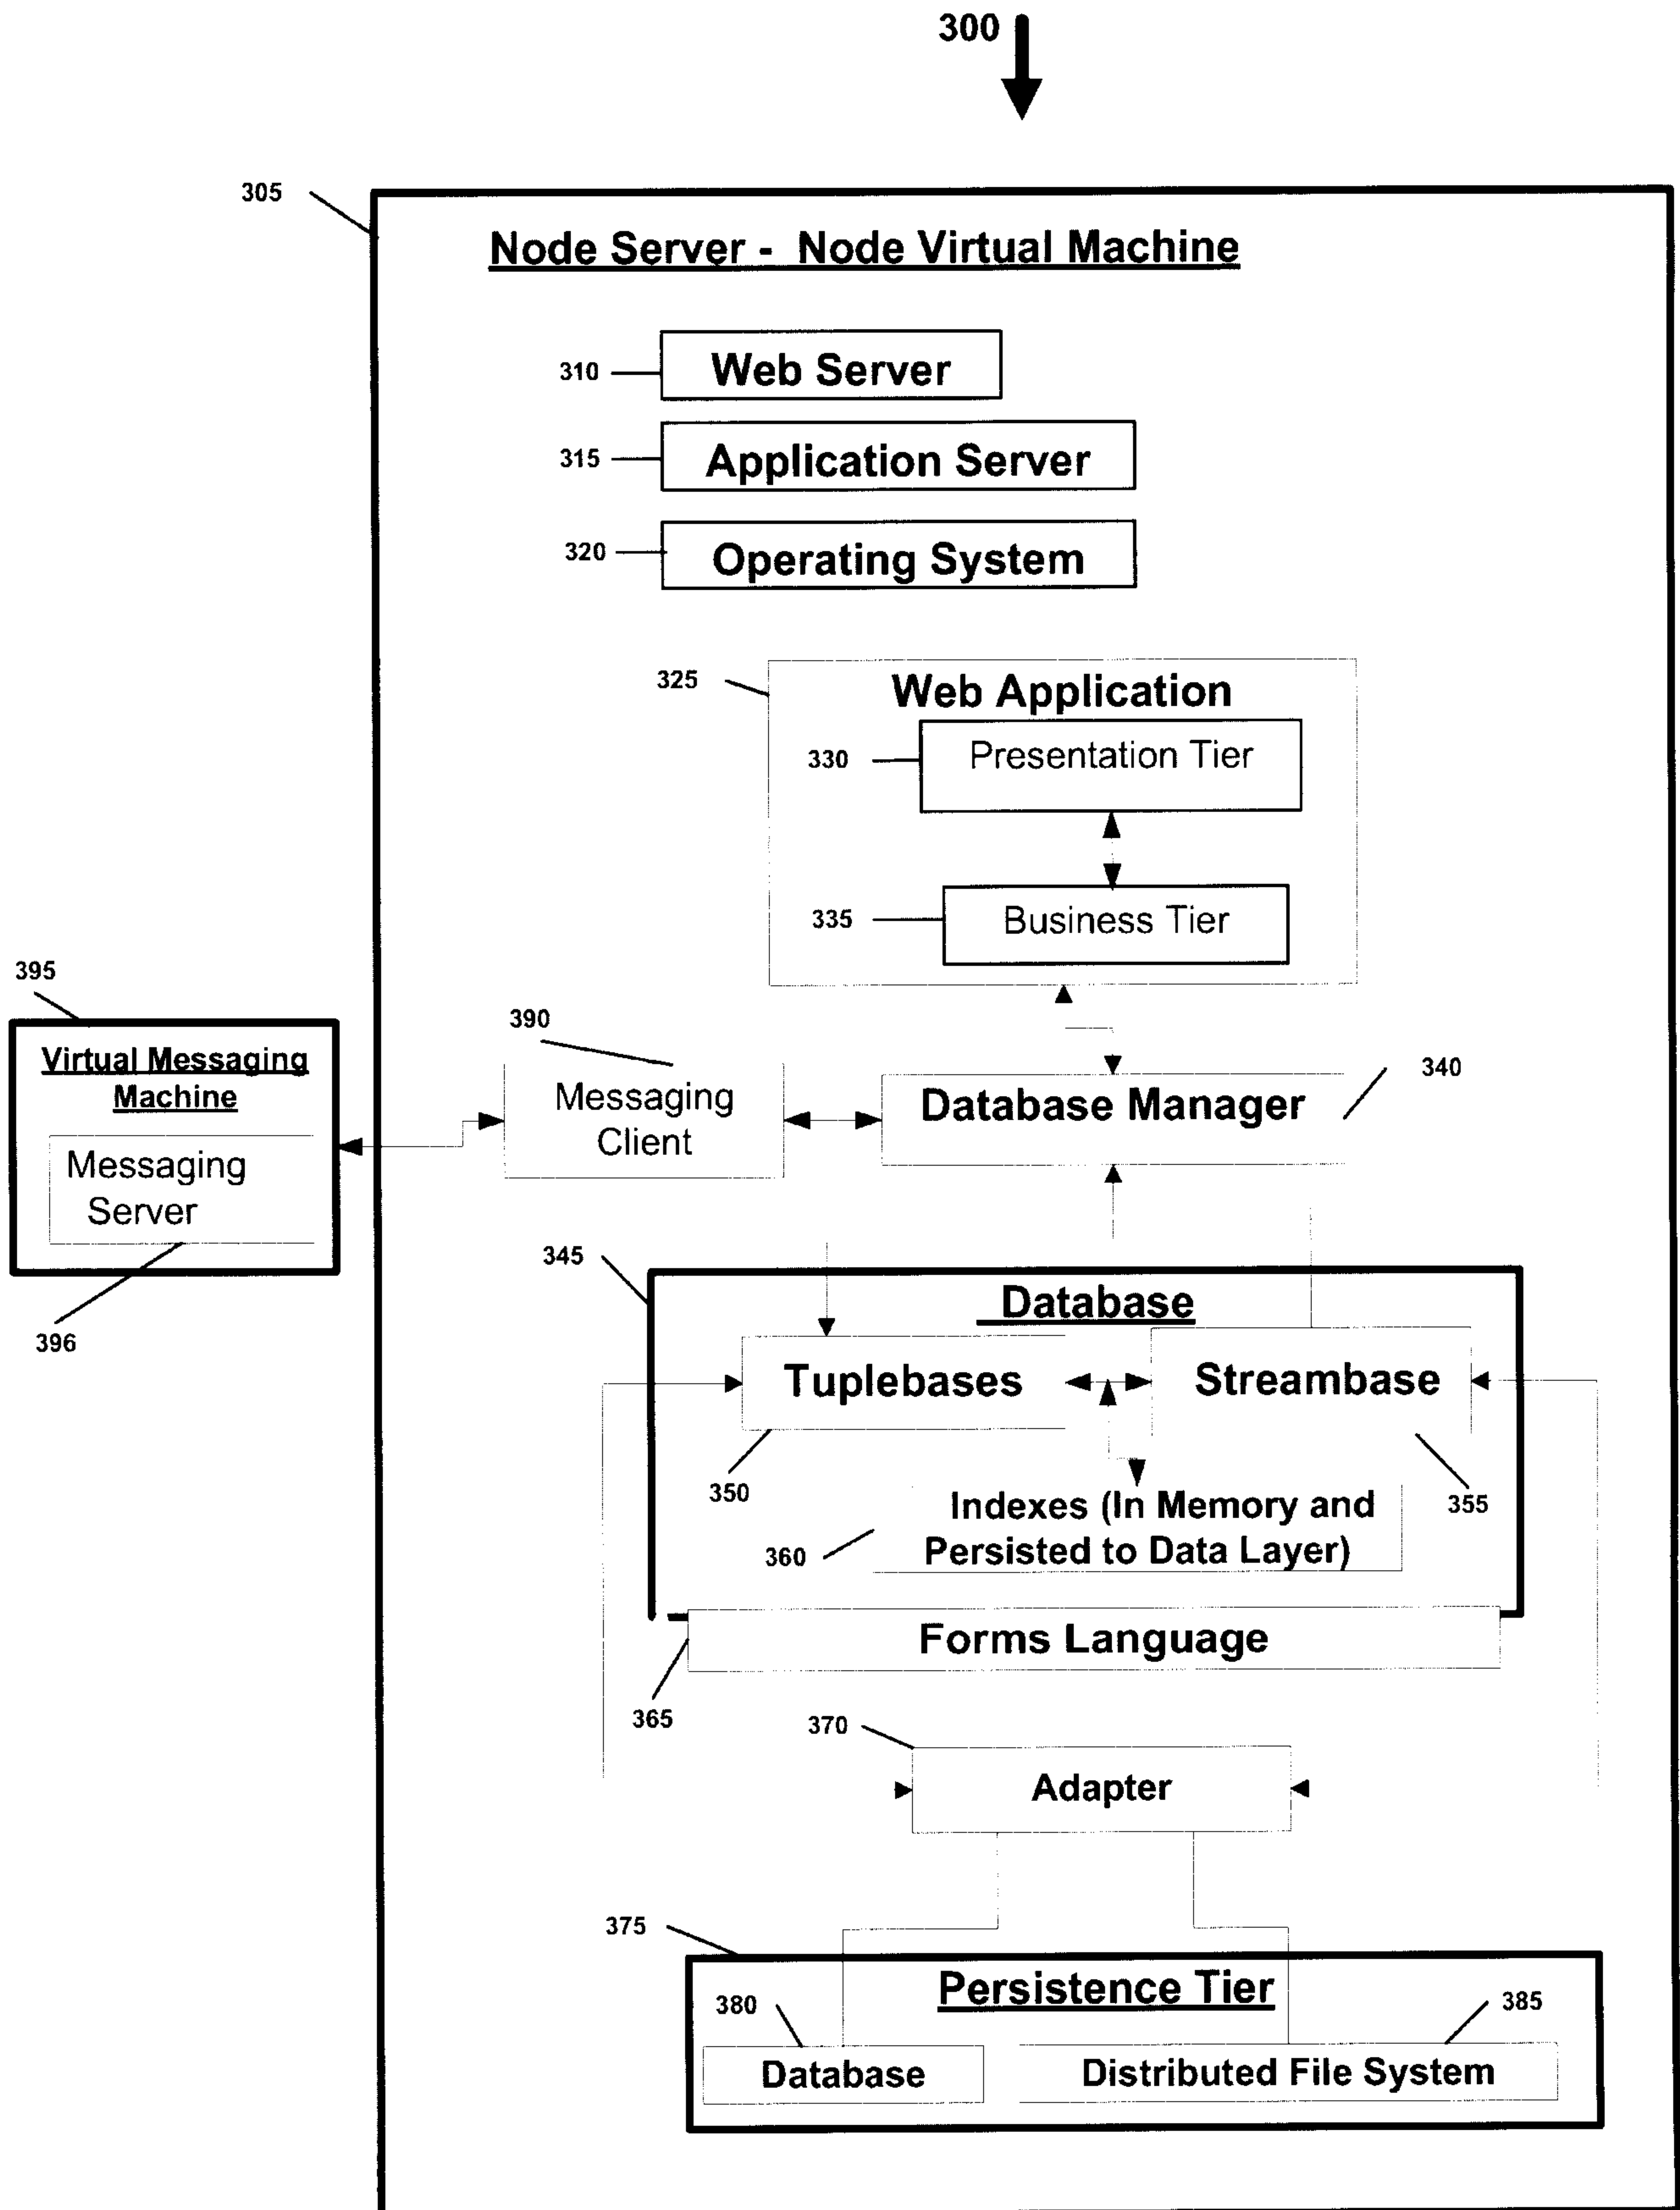 300
305
Node Server - Node Virtual Machine
310
Web Server
315
Application Server
320
Operating System
325
Web Application
330
Presentation Tier
335
Business Tier
395
Virtual Messaging
Machine
Messaging
Server
396
390
Messaging
Client
Database Manager
340
345
Database
Tuplebases
Streambase
350
355
Indexes (In Memory and
Persisted to Data Layer)
360
Forms Language
365
370
Adapter
375
Persistence Tier
380
385
Database
Distributed File System